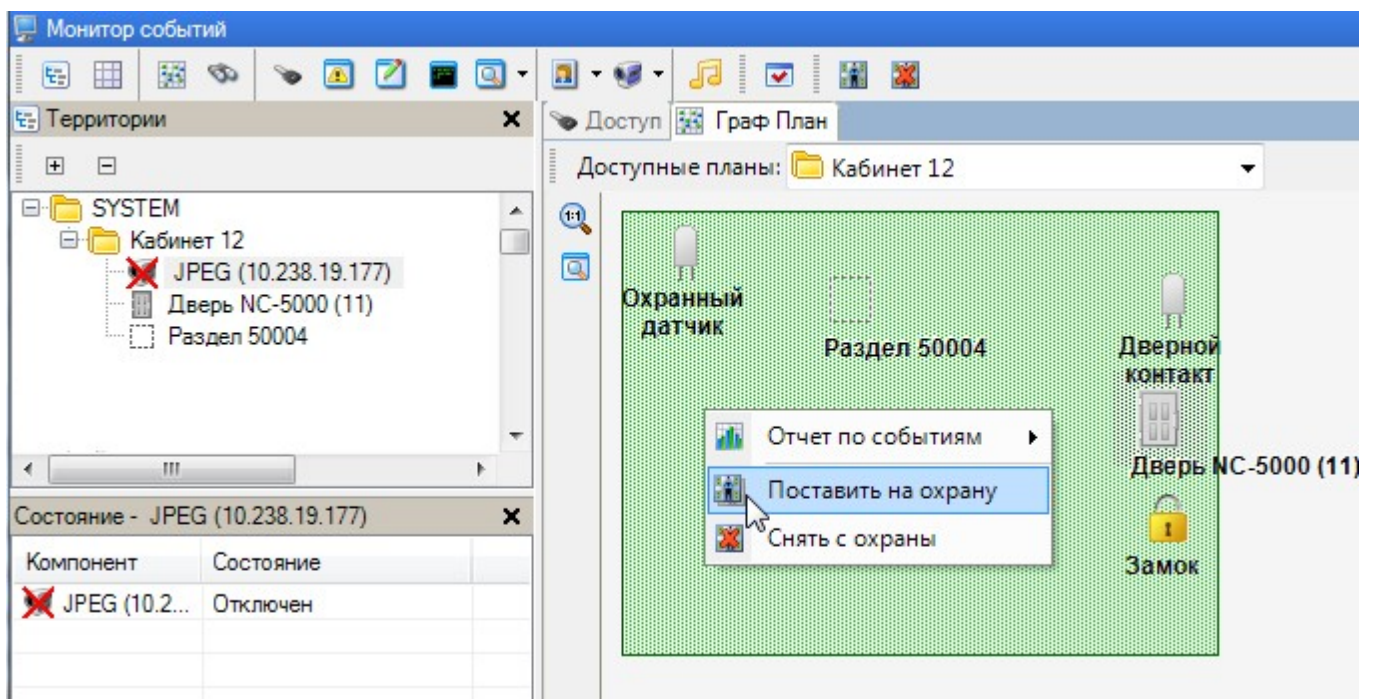 Монитор событий
Территории
Доступ
Граф План
Доступные планы: Кабинет 12
1:1
SYSTEM
Кабинет 12
JPEG (10.238.19.177)
Дверь NC-5000 (11)
Раздел 50004
Охранный
датчик
Раздел 50004
Дверной
контакт
Отчет по событиям
Поставить на охрану
Снять с охраны
Дверь NC-5000 (11)
Замок
Состояние - JPEG (10.238.19.177)
Компонент Состояние
JPEG (10.2... Отключен